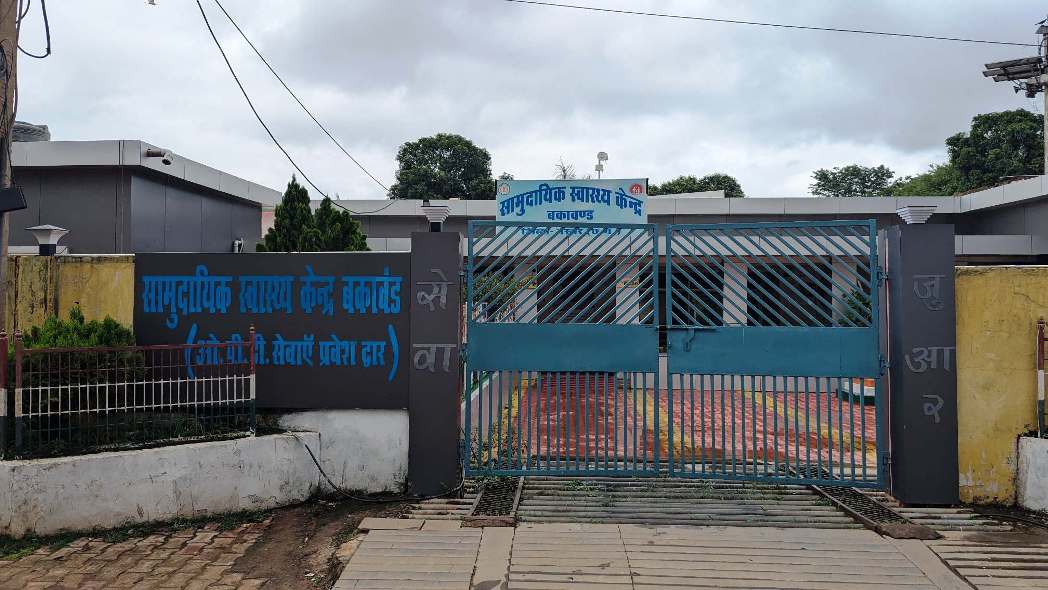 सामुदायिक स्वास्थ्य केन्द्र
बकावण्ड
सामुदायिक स्वास्थ्य केन्द्र बकावंड
(ओ.पी.डी. सेवाएँ प्रवेश द्वार)
से
वा
जु
आ
र